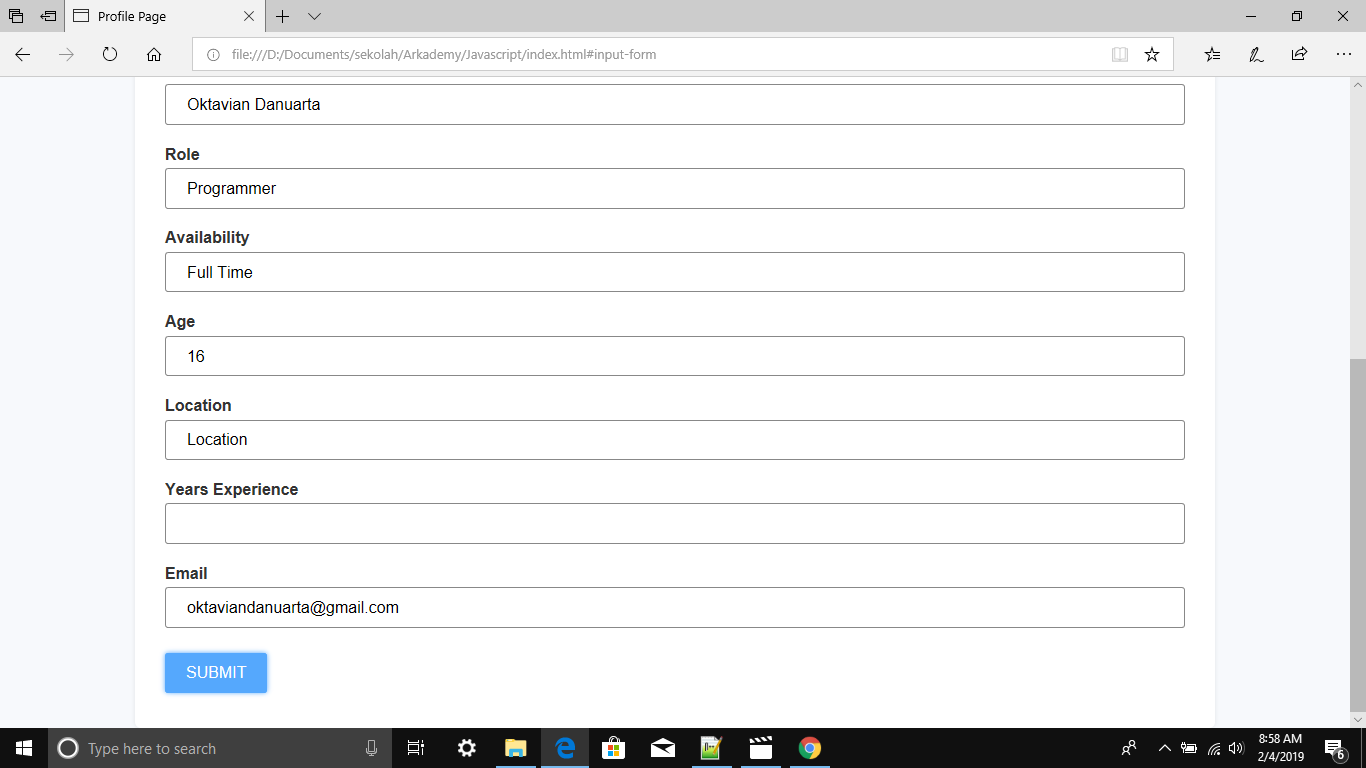 Profile Page
file:///D:/Documents/sekolah/Arkademy/Javascript/index.html#input-form
Oktavian Danuarta
Role
Programmer
Availability
Full Time
Age
16
Location
Location
Years Experience
Email
oktaviandanuarta@gmail.com
SUBMIT
Type here to search
8:58 AM
2/4/2019
6